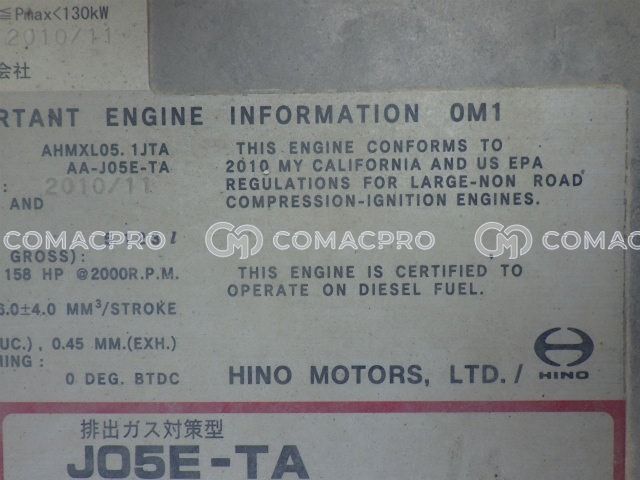 ≦Pmax<130kW
2010/11
会社
RTANT ENGINE INFORMATION 0M1
AHMXL05.1JTA
AA-J05E-TA
: 2010/11
AND
THIS ENGINE CONFORMS TO
2010 MY CALIFORNIA AND US EPA
REGULATIONS FOR LARGE-NON ROAD
COMPRESSION-IGNITION ENGINES.
COMACPRO COMACPRO COMACPRO
GROSS):
158 HP @2000R.P.M.
6.0±4.0 MM³/STROKE
UC.), 0.45 MM.(EXH.)
MING:
0 DEG. BTDC
THIS ENGINE IS CERTIFIED TO
OPERATE ON DIESEL FUEL.
HINO MOTORS, LTD./ HINO
排出ガス対策型
J05E-TA